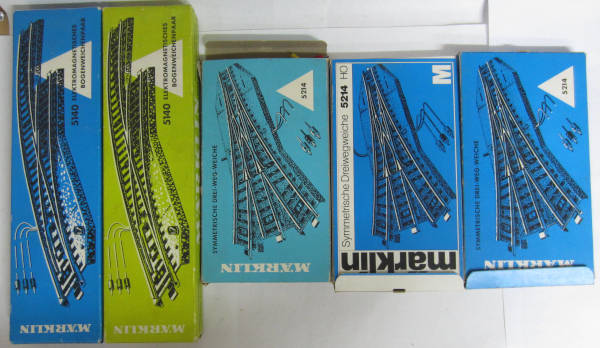 5140 ELEKTROMAGNETISCHES
BOGENWEICHENPAAR
MÄRKLIN
5140 ELEKTROMAGNETISCHES
BOGENWEICHENPAAR
MÄRKLIN
5214
SYMMETRISCHE DREI-WEG-WEICHE
MÄRKLIN
M
Symmetrische Dreiwegweiche 5214 HO
märklin
5214
SYMMETRISCHE DREI-WEG-WEICHE
MÄRKLIN